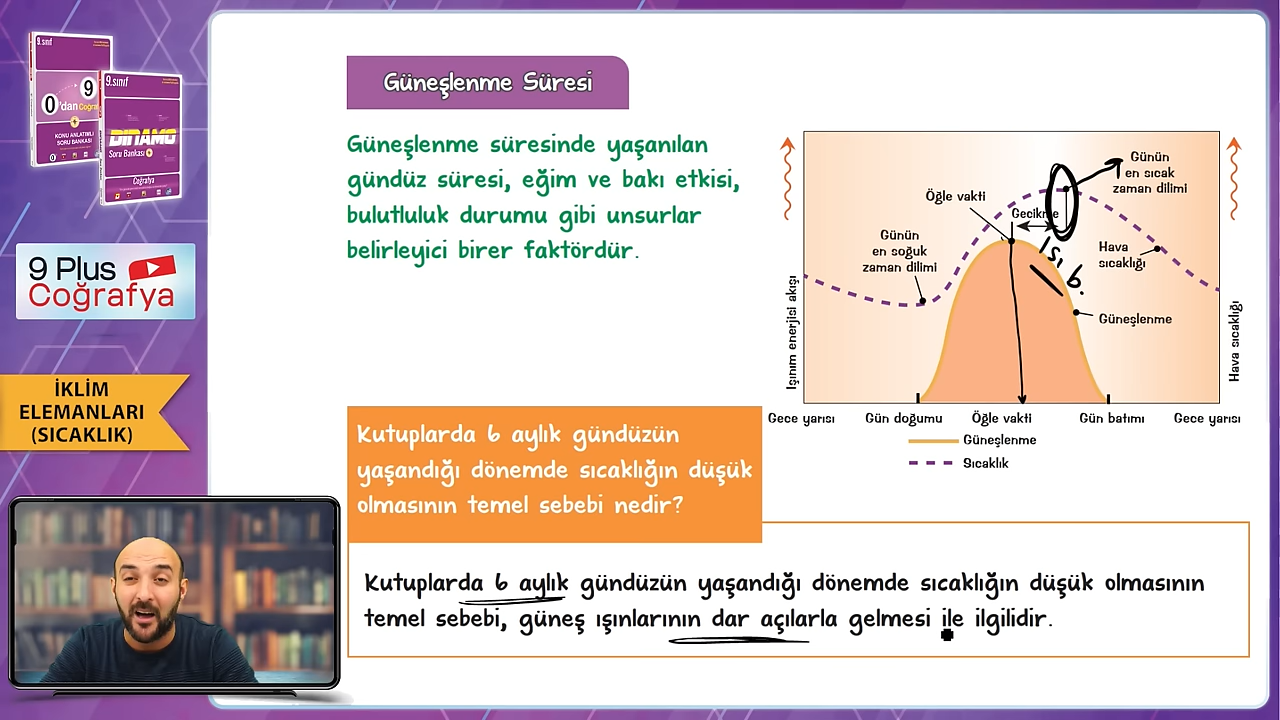 9.sınıf
0'dan
9
Coğrafya
KONU ANLATIMLI
SORU BANKASI
9.sınıf
DİNAMO
Soru Bankası
Coğrafya
9 Plus
Coğrafya
İKLİM
ELEMANLARI
(SICAKLIK)
Güneşlenme Süresi
Güneşlenme süresinde yaşanılan
gündüz süresi, eğim ve bakı etkisi,
bulutluluk durumu gibi unsurlar
belirleyici birer faktördür.
Günün
en sıcak
zaman dilimi
Öğle vakti
Gecikme
Günün
en soğuk
zaman dilimi
Hava
sıcaklığı
ısı b.
Güneşlenme
Işınım enerjisi akışı
Hava sıcaklığı
Gece yarısı
Gün doğumu
Öğle vakti
Gün batımı
Gece yarısı
Güneşlenme
Sıcaklık
Kutuplarda 6 aylık gündüzün
yaşandığı dönemde sıcaklığın düşük
olmasının temel sebebi nedir?
Kutuplarda 6 aylık gündüzün yaşandığı dönemde sıcaklığın düşük olmasının
temel sebebi, güneş ışınlarının dar açılarla gelmesi ile ilgilidir.